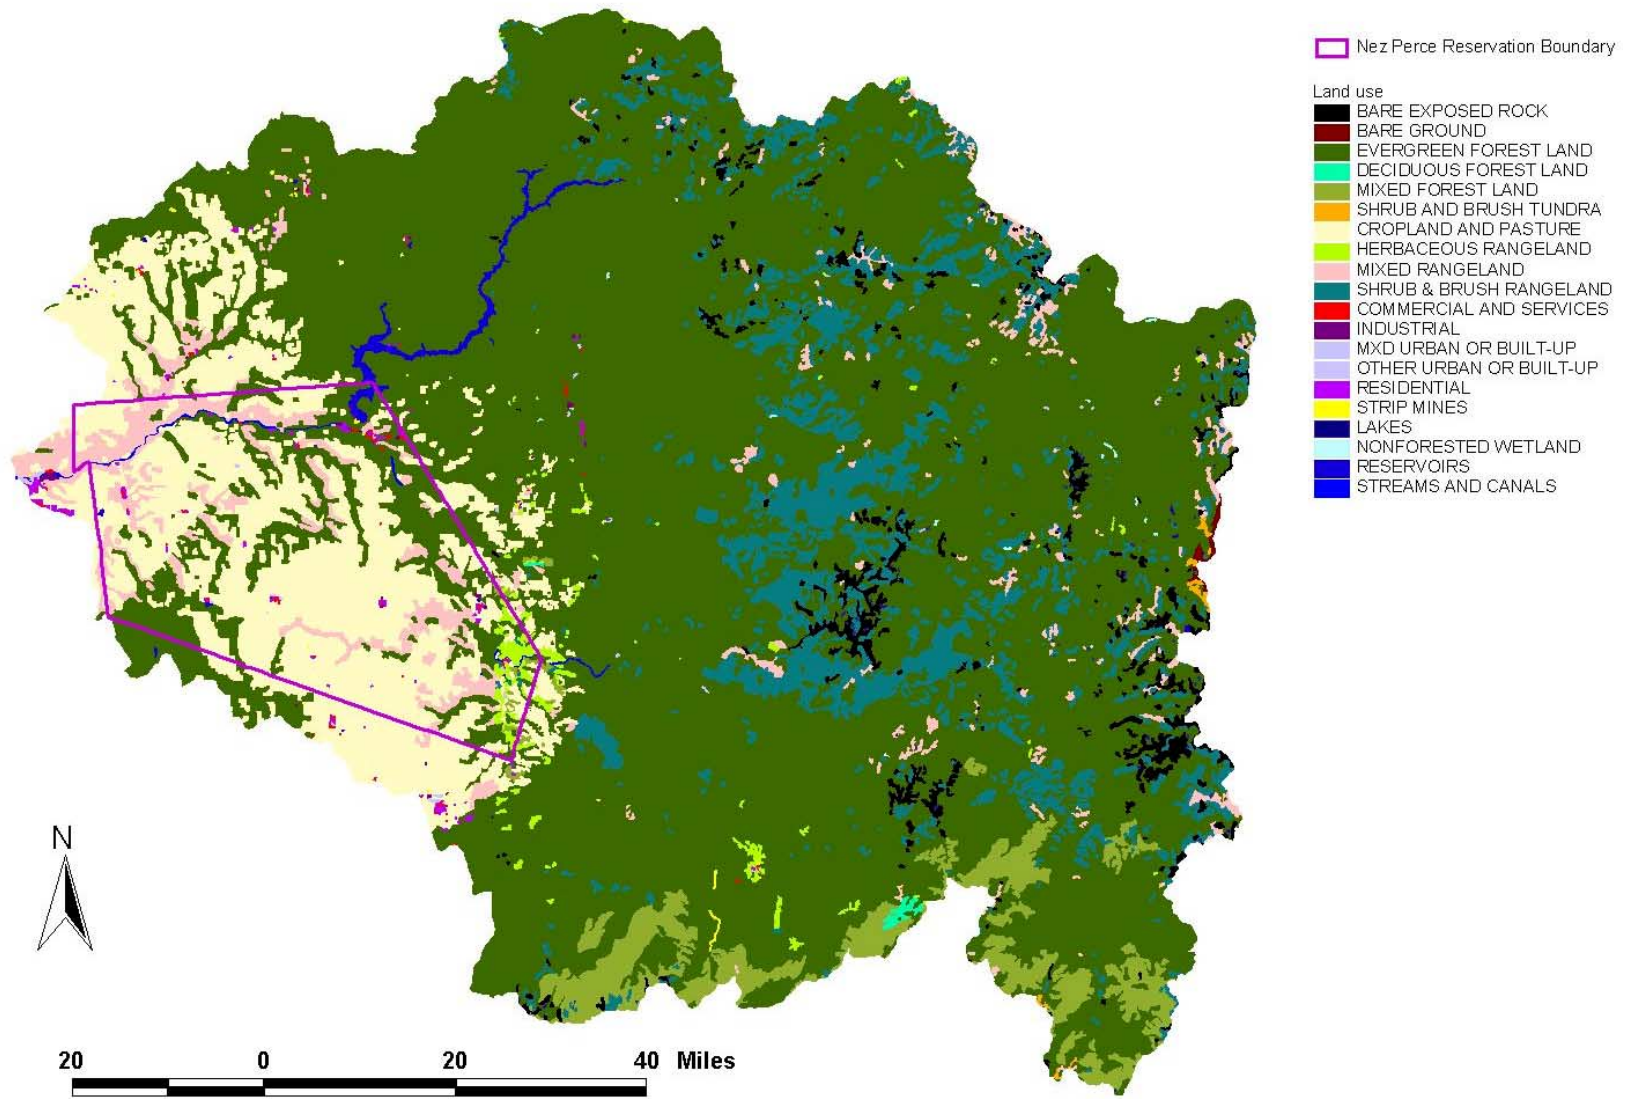 Nez Perce Reservation Boundary
Land use
BARE EXPOSED ROCK
BARE GROUND
EVERGREEN FOREST LAND
DECIDUOUS FOREST LAND
MIXED FOREST LAND
SHRUB AND BRUSH TUNDRA
CROPLAND AND PASTURE
HERBACEOUS RANGELAND
MIXED RANGELAND
SHRUB & BRUSH RANGELAND
COMMERCIAL AND SERVICES
INDUSTRIAL
MXD URBAN OR BUILT-UP
OTHER URBAN OR BUILT-UP
RESIDENTIAL
STRIP MINES
LAKES
NONFORESTED WETLAND
RESERVOIRS
STREAMS AND CANALS
N
20 0 20 40 Miles